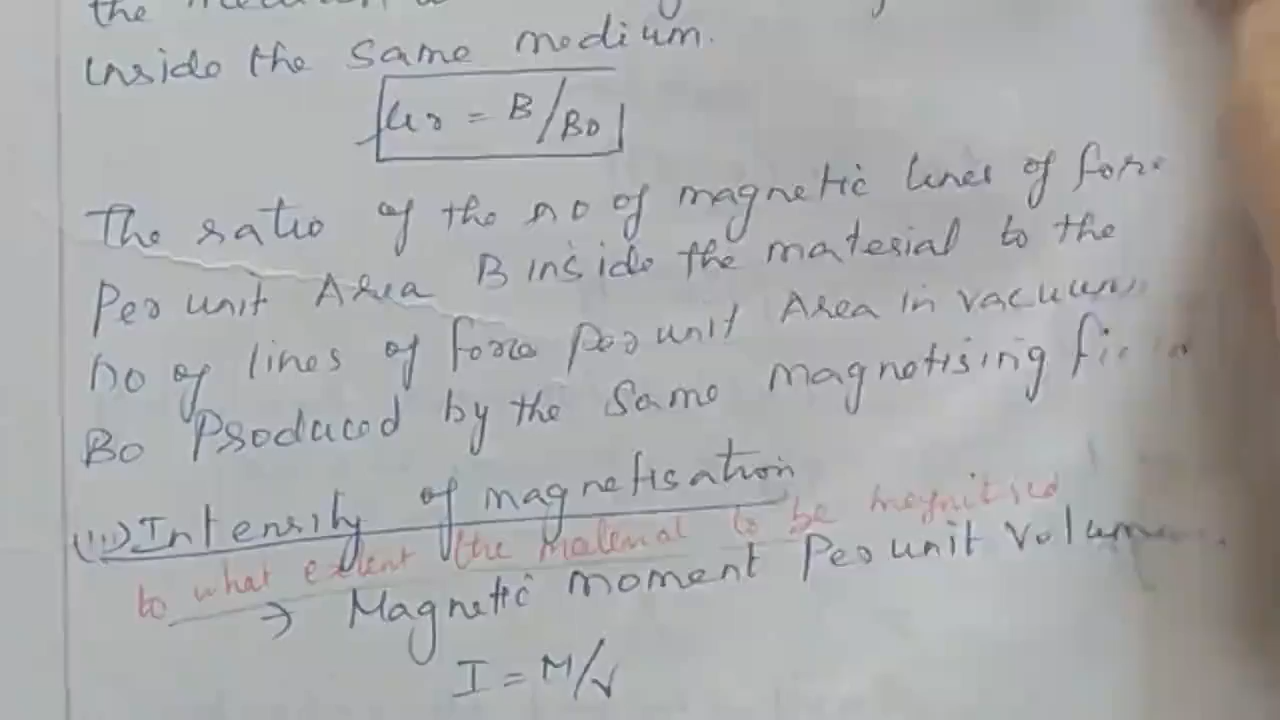 the
inside the same medium.
μr = B/B0
The ratio of the no of magnetic lines of force
Per unit Area B inside the material to the
no of lines of force per unit Area in vacuum
B0 Produced by the same magnetising
(iii) Intensity of magnetisation
to what extent the material to be magnitised
→ Magnetic moment Per unit volume
I = M/V